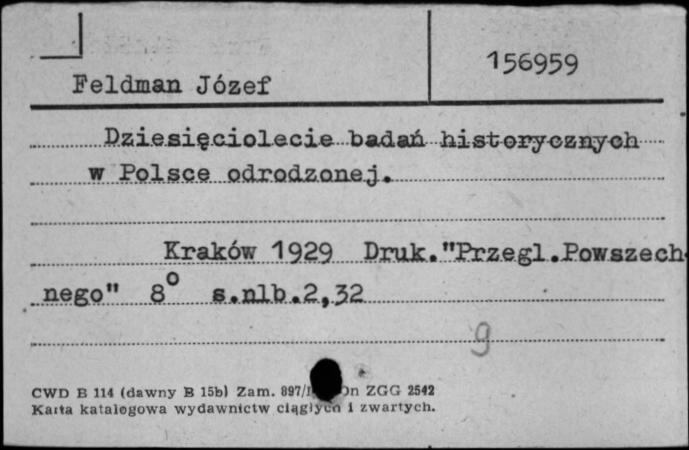 156959
Feldman Józef
Dziesięciolecie badań historycznych
w Polsce odrodzonej.
Kraków 1929 Druk."Przegl.Powszech-
nego" 8° s.nlb.2,32
9
CWD B 114 (dawny B 15b) Zam. 897/ ZGG 2542
Karta katalogowa wydawnictw ciągłych i zwartych.